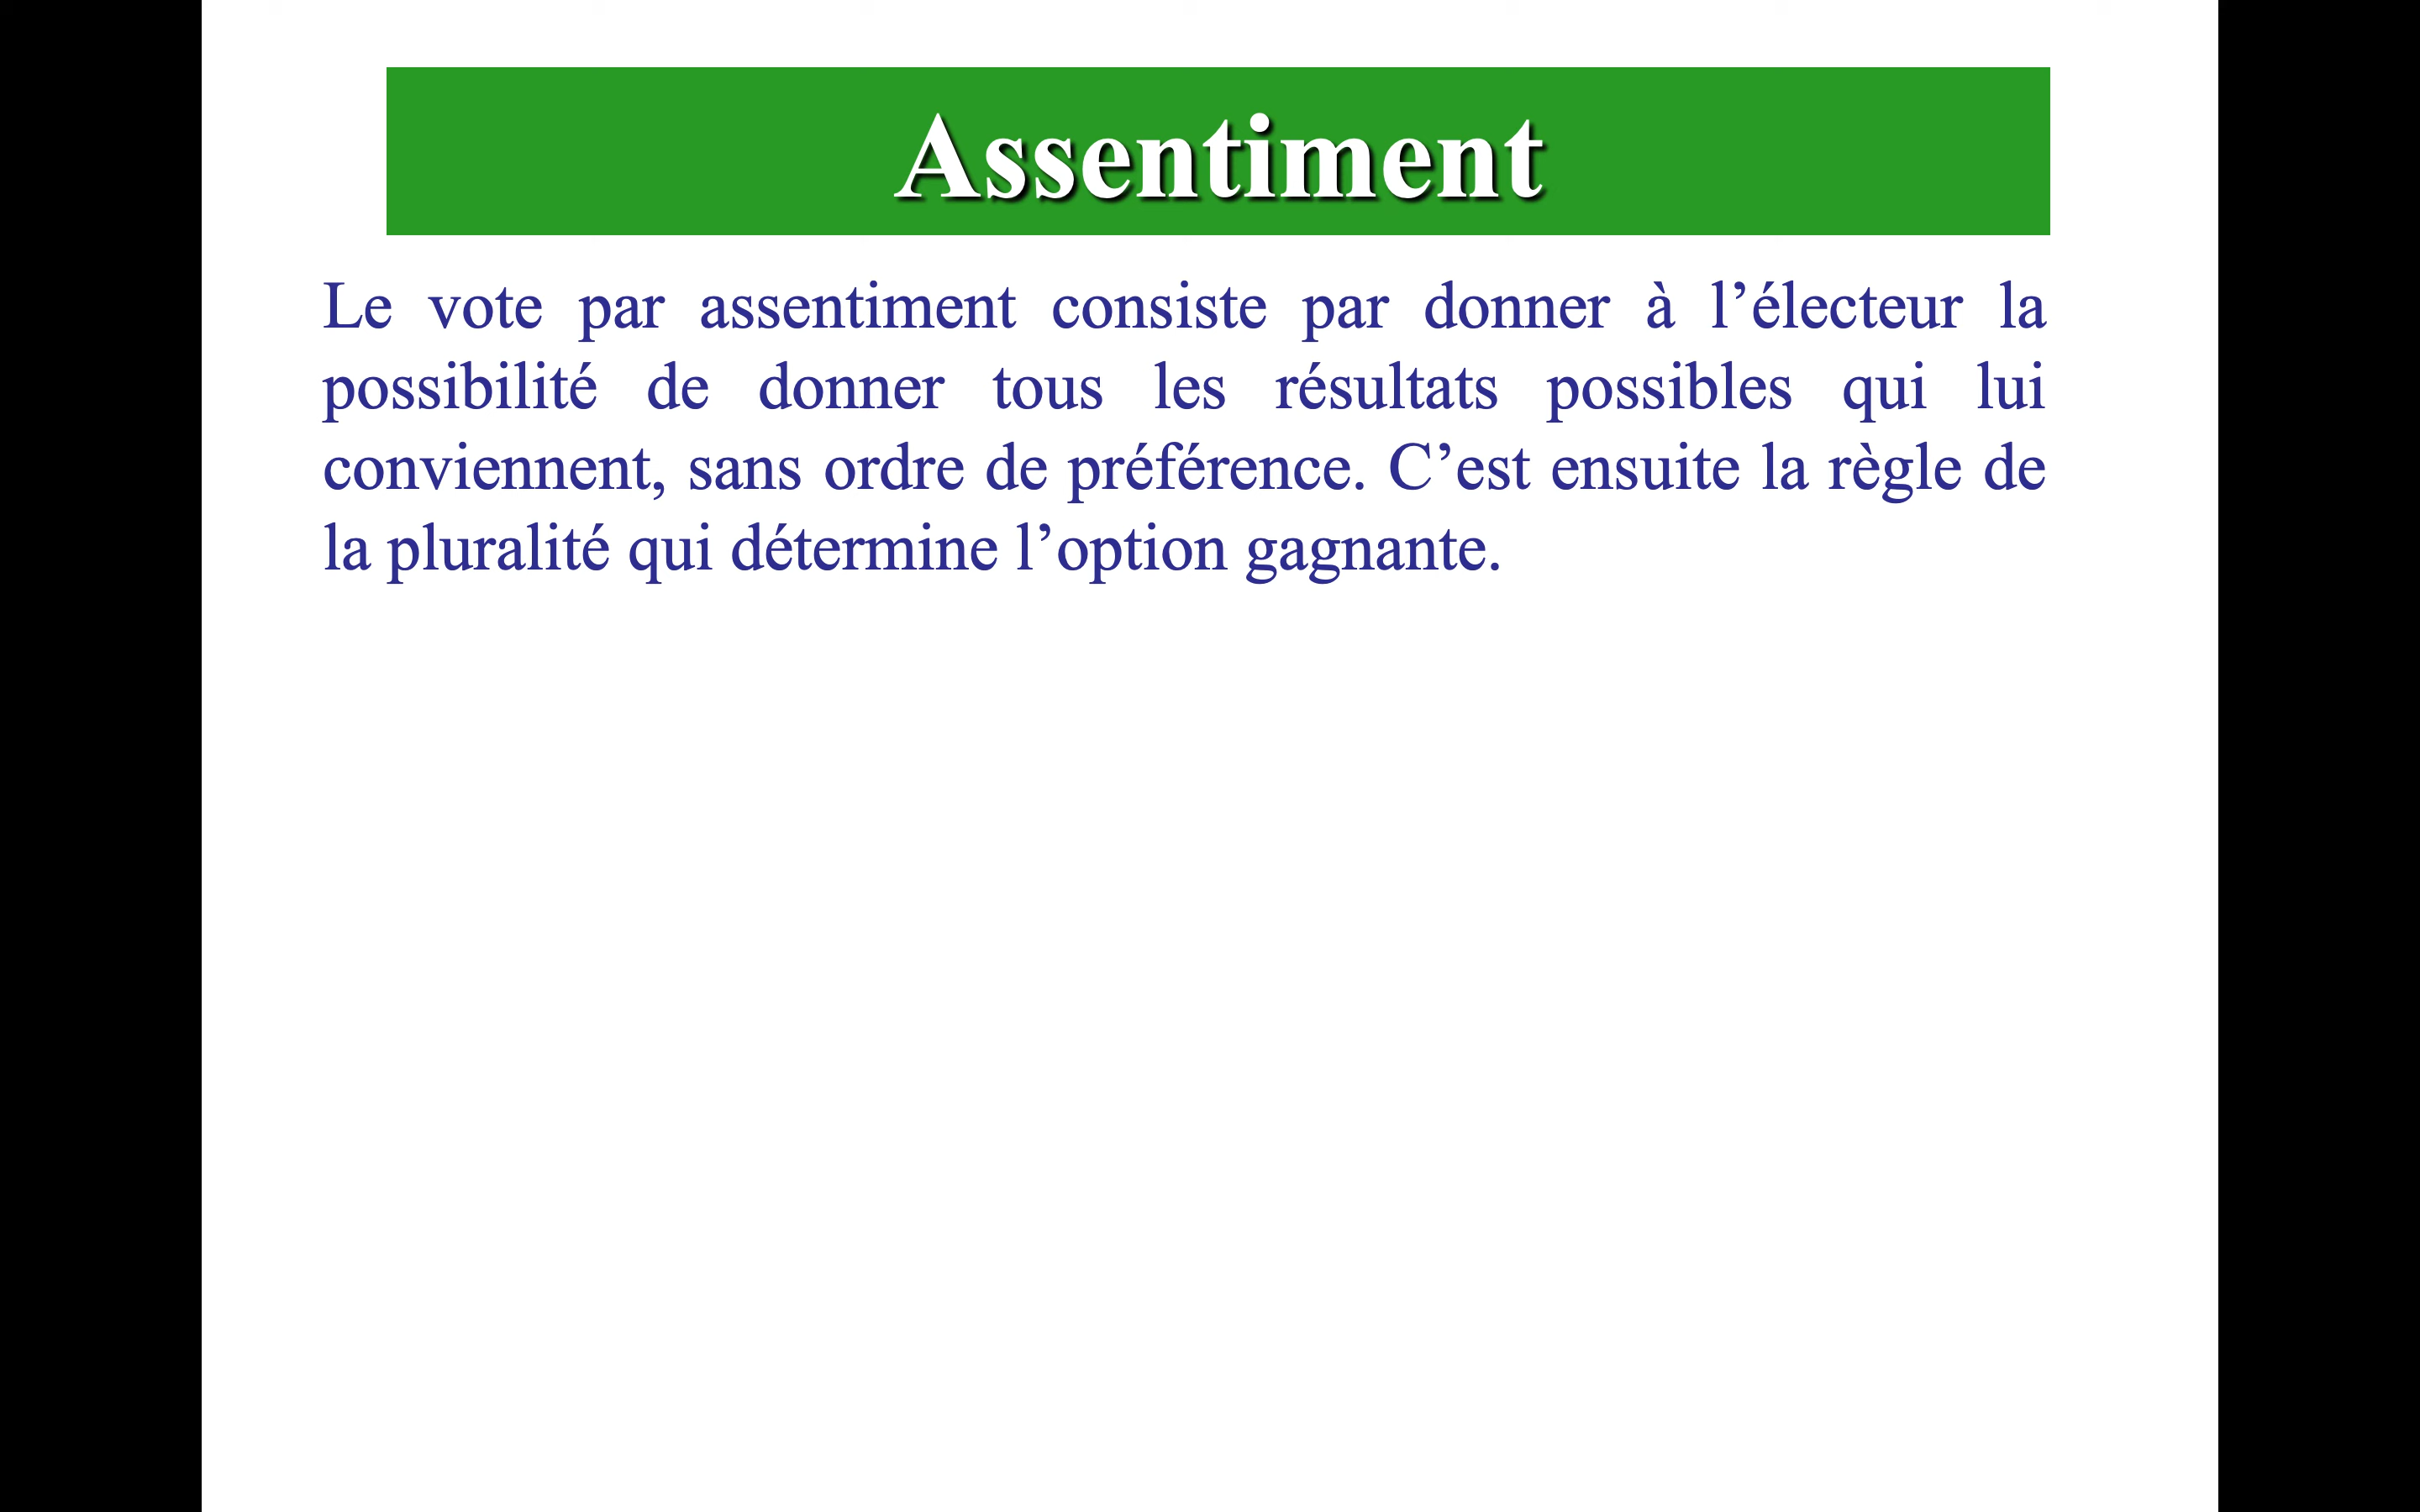 Assentiment
Le vote par assentiment consiste par donner à l’électeur la
possibilité de donner tous les résultats possibles qui lui
conviennent, sans ordre de préférence. C’est ensuite la règle de
la pluralité qui détermine l’option gagnante.